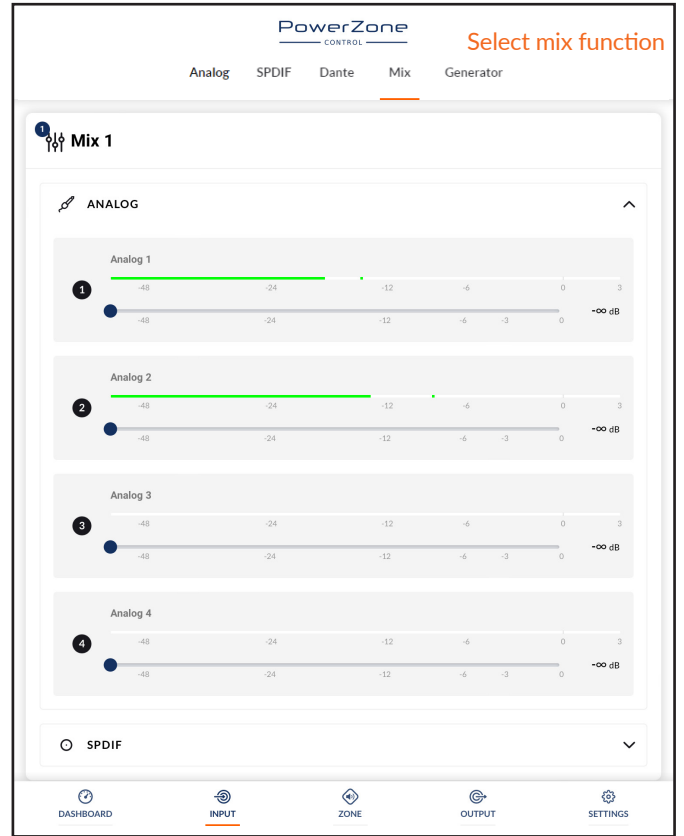 PowerZone
CONTROL
Select mix function
Analog SPDIF Dante Mix Generator
1
Mix 1
ANALOG
Analog 1
1
-48 -24 -12 -6 0 3
-∞ dB
-48 -24 -12 -6 -3 0
Analog 2
2
-48 -24 -12 -6 0 3
-∞ dB
-48 -24 -12 -6 -3 0
Analog 3
3
-48 -24 -12 -6 0 3
-∞ dB
-48 -24 -12 -6 -3 0
Analog 4
4
-48 -24 -12 -6 0 3
-∞ dB
-48 -24 -12 -6 -3 0
SPDIF
DASHBOARD INPUT ZONE OUTPUT SETTINGS